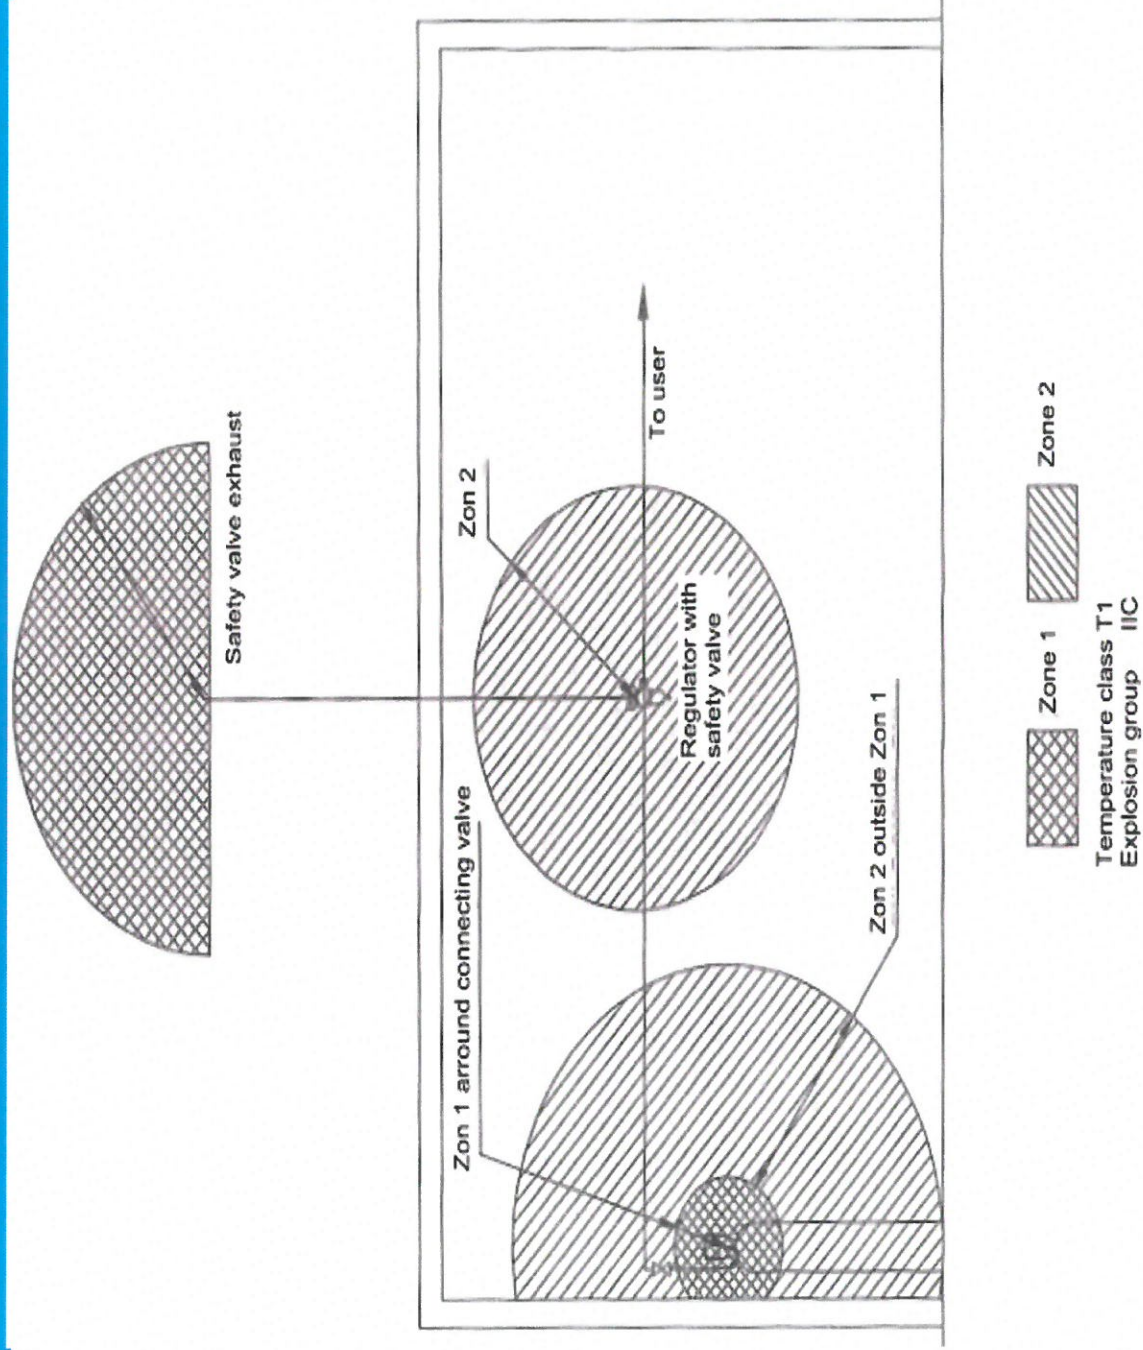 Safety valve exhaust
Zon 2
To user
Regulator with
safety valve
Zon 1 arround connecting valve
Zon 2 outside Zon 1
Zone 1
Zone 2
Temperature class T1
Explosion group IIC